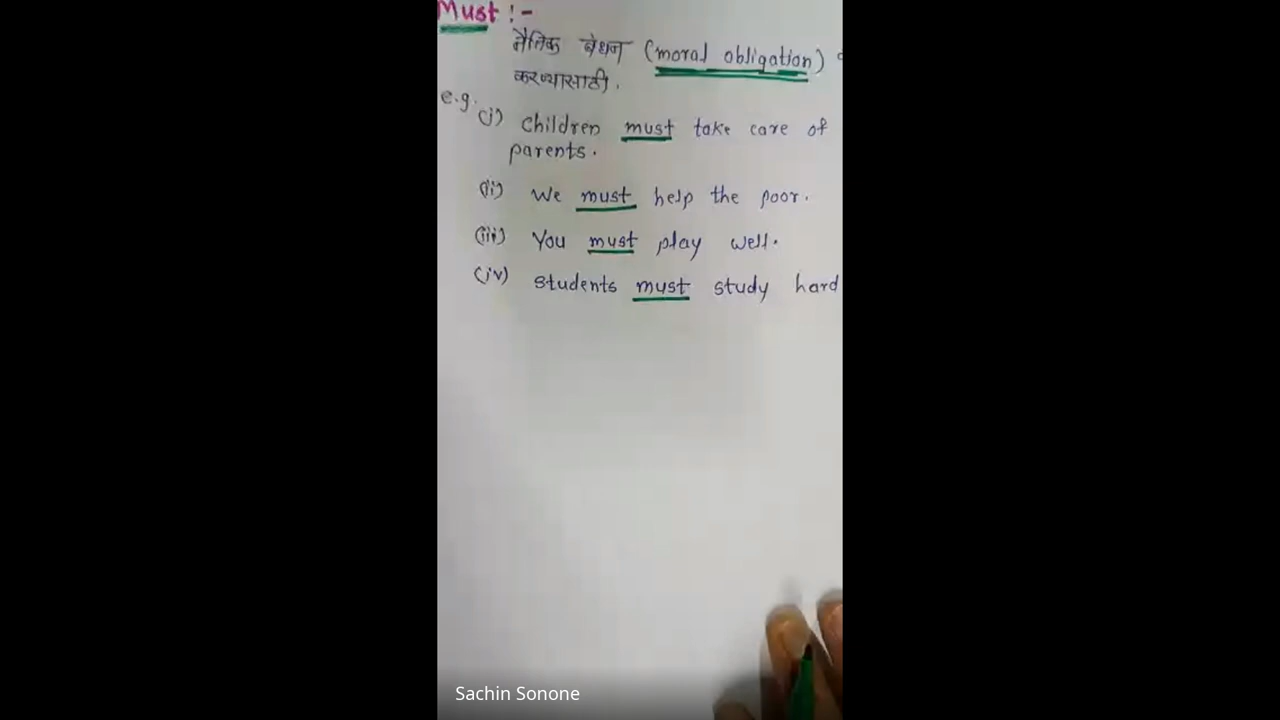 Must :-
नैतिक बंधन (moral obligation)
करण्यासाठी.
e.g.
(i) children must take care of
parents.
(ii) We must help the poor.
(iii) You must play well.
(iv) students must study hard
Sachin Sonone